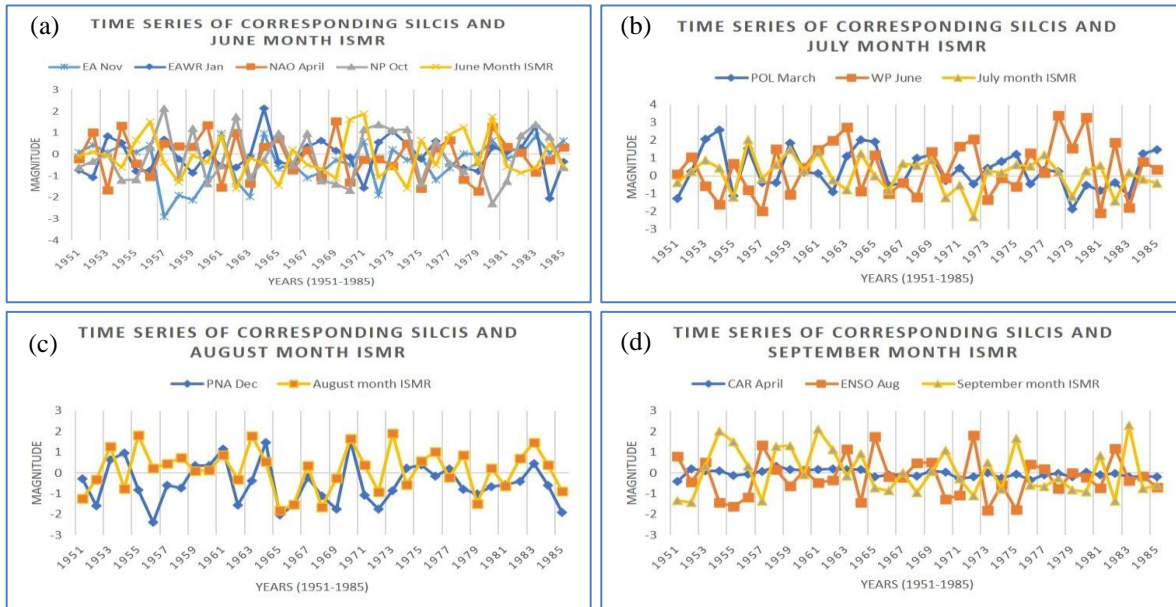 (a)
TIME SERIES OF CORRESPONDING SILCIS AND
JUNE MONTH ISMR
EA Nov EAWR Jan NAO April NP Oct June Month ISMR
3
2
1
0
-1
-2
-3
-4
MAGNITUDE
1951 1953 1955 1957 1959 1961 1963 1965 1967 1969 1971 1973 1975 1977 1979 1981 1983 1985
YEARS (1951-1985)
(b)
TIME SERIES OF CORRESPONDING SILCIS AND
JULY MONTH ISMR
POL March WP June July month ISMR
4
3
2
1
0
-1
-2
-3
MAGNITUDE
1951 1953 1955 1957 1959 1961 1963 1965 1967 1969 1971 1973 1975 1977 1979 1981 1983 1985
YEARS (1951-1985)
(c)
TIME SERIES OF CORRESPONDING SILCIS AND
AUGUST MONTH ISMR
PNA Dec August month ISMR
3
2
1
0
-1
-2
-3
MAGNITUDE
1951 1953 1955 1957 1959 1961 1963 1965 1967 1969 1971 1973 1975 1977 1979 1981 1983 1985
YEARS (1951-1985)
(d)
TIME SERIES OF CORRESPONDING SILCIS AND
SEPTEMBER MONTH ISMR
CAR April ENSO Aug September month ISMR
3
2
1
0
-1
-2
-3
MAGNITUDE
1951 1953 1955 1957 1959 1961 1963 1965 1967 1969 1971 1973 1975 1977 1979 1981 1983 1985
YEARS (1951-1985)